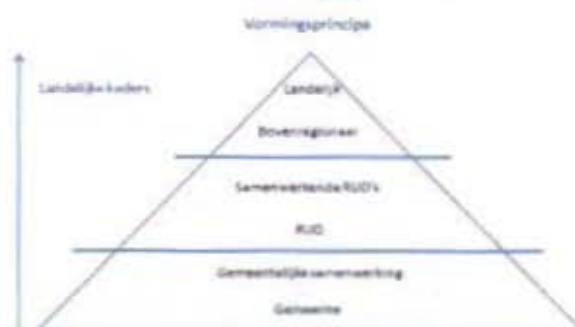 Vormingsprincipe
Landelijke kaders
Landelijk
Bovenregionaal
Samenwerkende RUD's
RUD
Gemeentelijke samenwerking
Gemeente